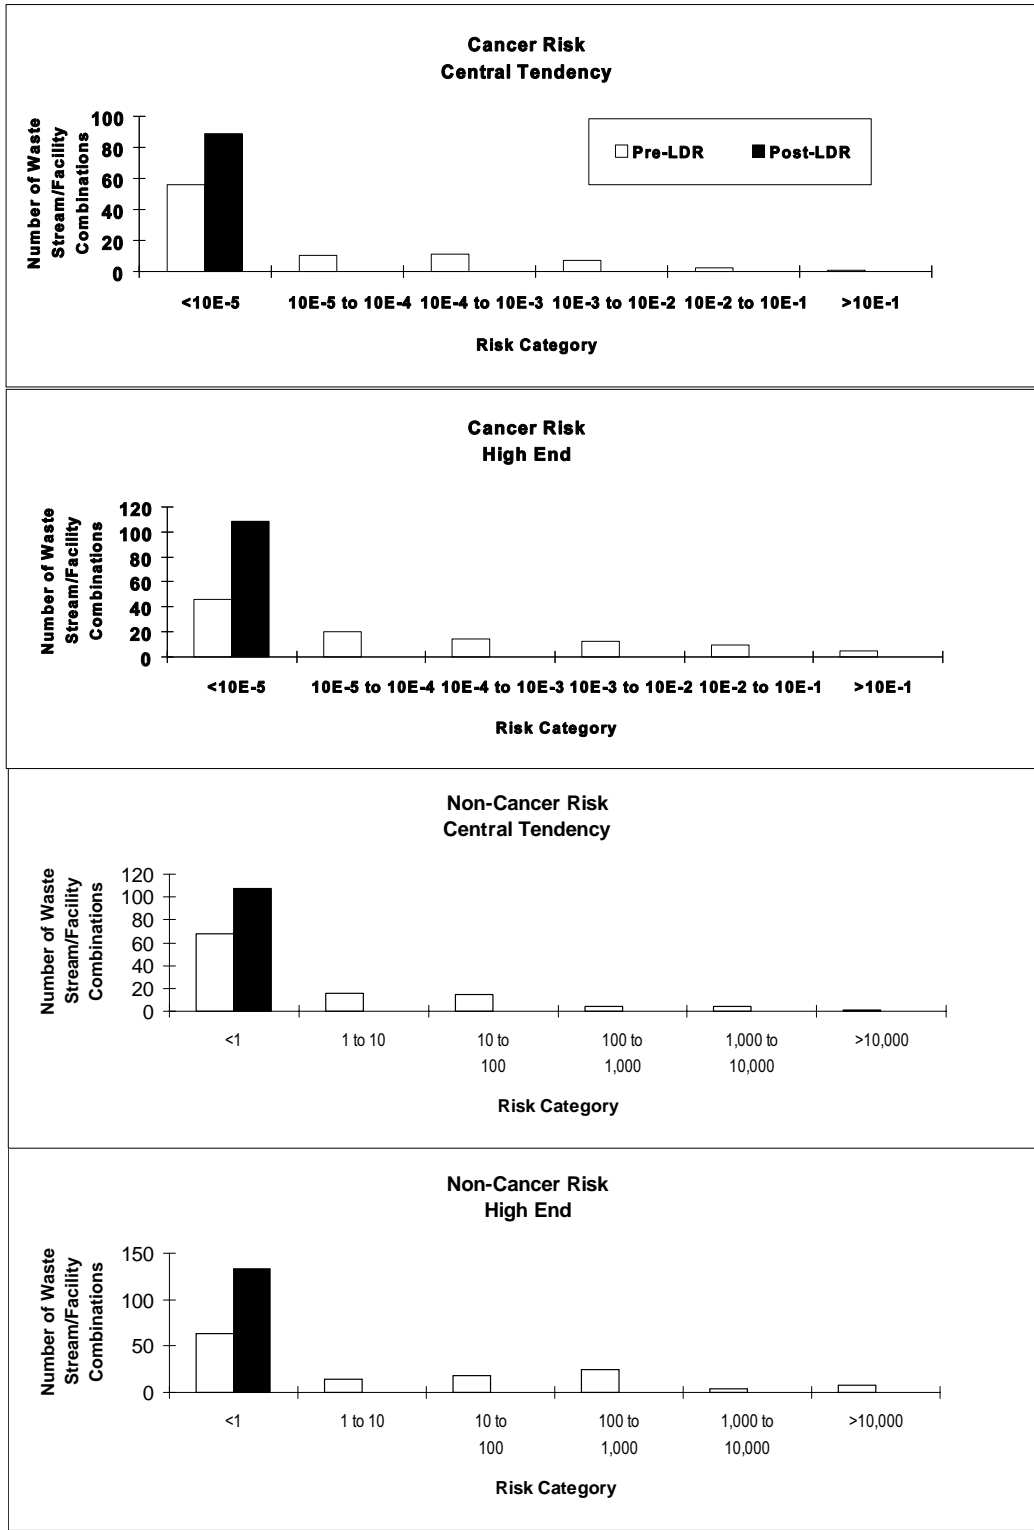 Cancer Risk
Central Tendency
Number of Waste
Stream/Facility
Combinations
100
80
60
40
20
0
Pre-LDR Post-LDR
<10E-5 10E-5 to 10E-4 10E-4 to 10E-3 10E-3 to 10E-2 10E-2 to 10E-1 >10E-1
Risk Category
Cancer Risk
High End
Number of Waste
Stream/Facility
Combinations
120
100
80
60
40
20
0
<10E-5 10E-5 to 10E-4 10E-4 to 10E-3 10E-3 to 10E-2 10E-2 to 10E-1 >10E-1
Risk Category
Non-Cancer Risk
Central Tendency
Number of Waste
Stream/Facility
Combinations
120
100
80
60
40
20
0
<1 1 to 10 10 to 100 to 1,000 to >10,000
100 1,000 10,000
Risk Category
Non-Cancer Risk
High End
Number of Waste
Stream/Facility
Combinations
150
100
50
0
<1 1 to 10 10 to 100 to 1,000 to >10,000
100 1,000 10,000
Risk Category